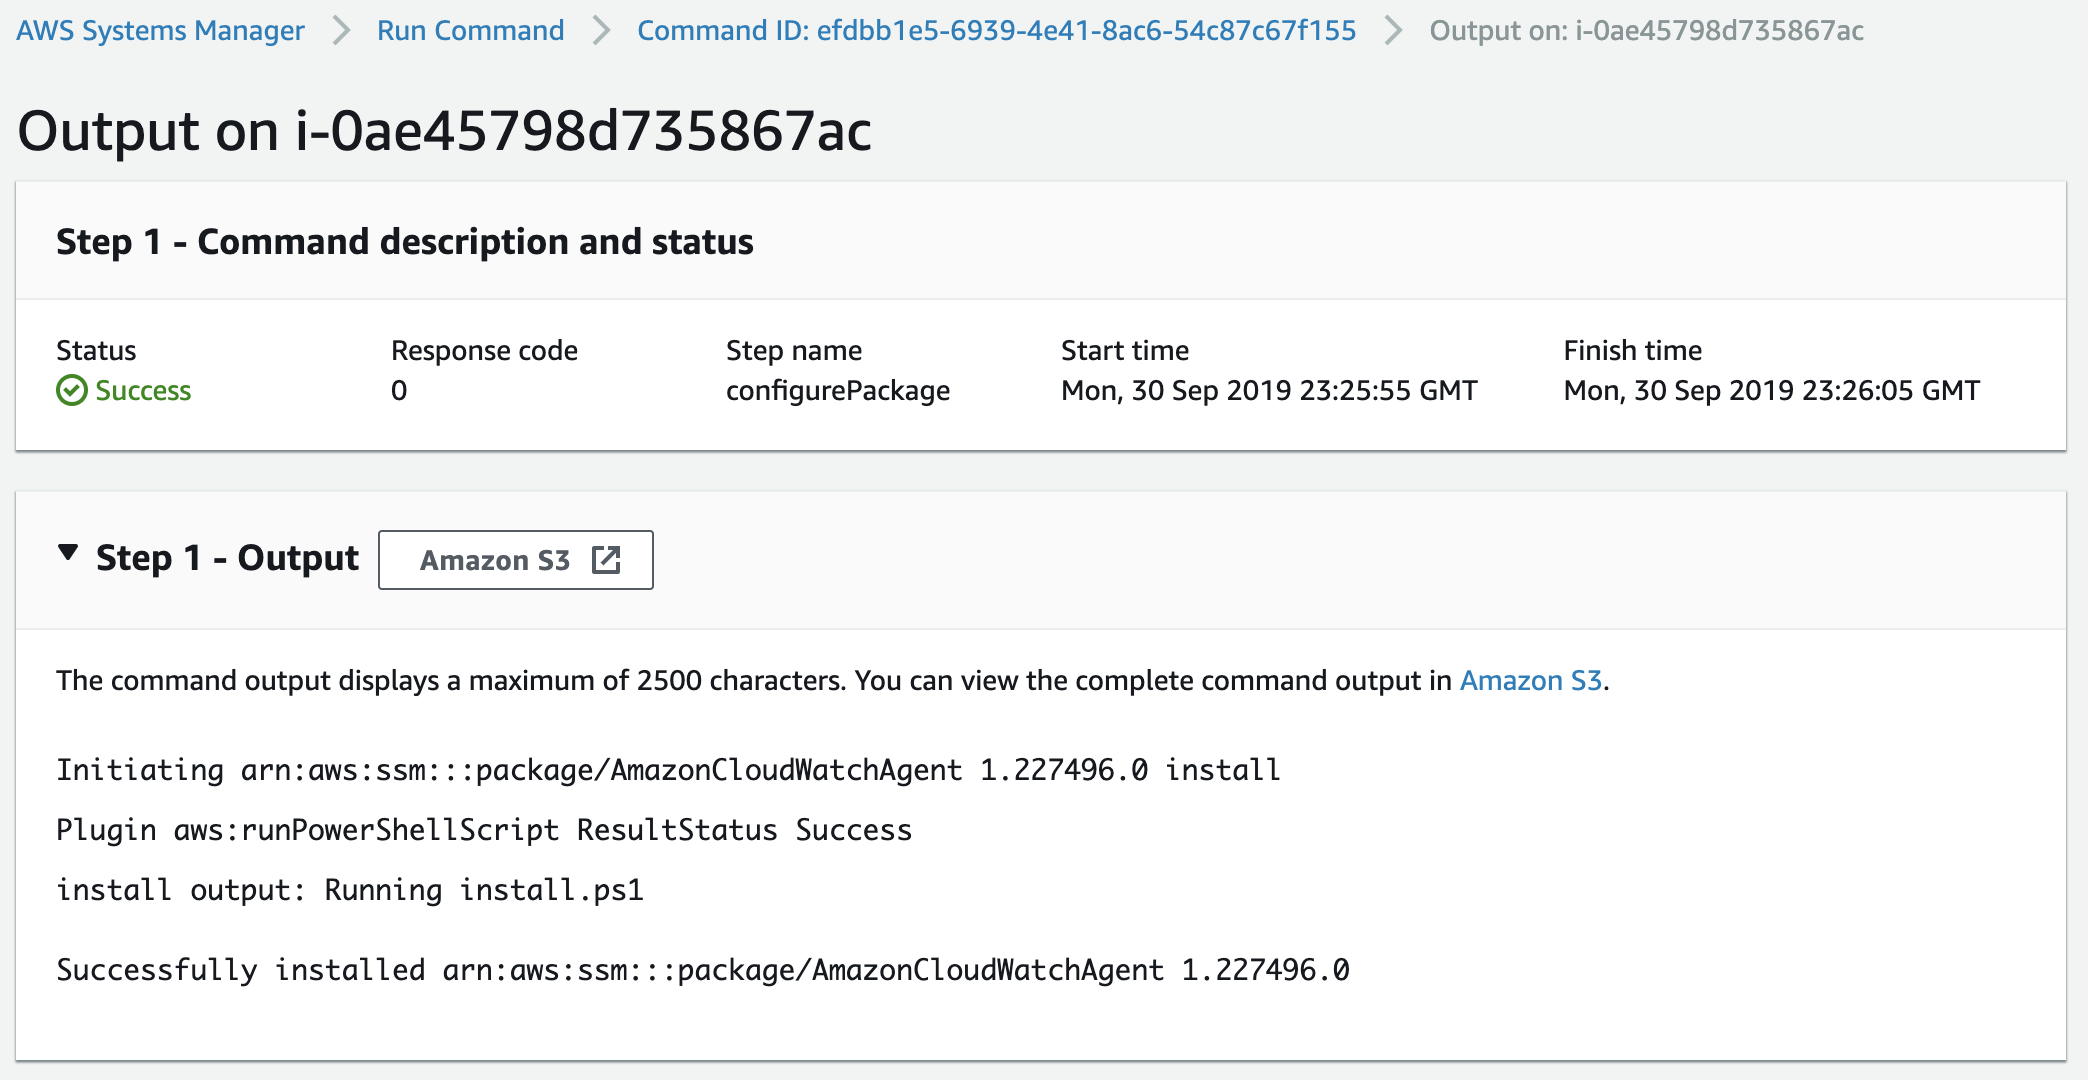 AWS Systems Manager > Run Command > Command ID: efdbb1e5-6939-4e41-8ac6-54c87c67f155 > Output on: i-0ae45798d735867ac
Output on i-0ae45798d735867ac
Step 1 - Command description and status
Status Response code Step name Start time Finish time
Success 0 configurePackage Mon, 30 Sep 2019 23:25:55 GMT Mon, 30 Sep 2019 23:26:05 GMT
Step 1 - Output Amazon S3
The command output displays a maximum of 2500 characters. You can view the complete command output in Amazon S3.
Initiating arn:aws:ssm:::package/AmazonCloudWatchAgent 1.227496.0 install
Plugin aws:runPowerShellScript ResultStatus Success
install output: Running install.ps1
Successfully installed arn:aws:ssm:::package/AmazonCloudWatchAgent 1.227496.0